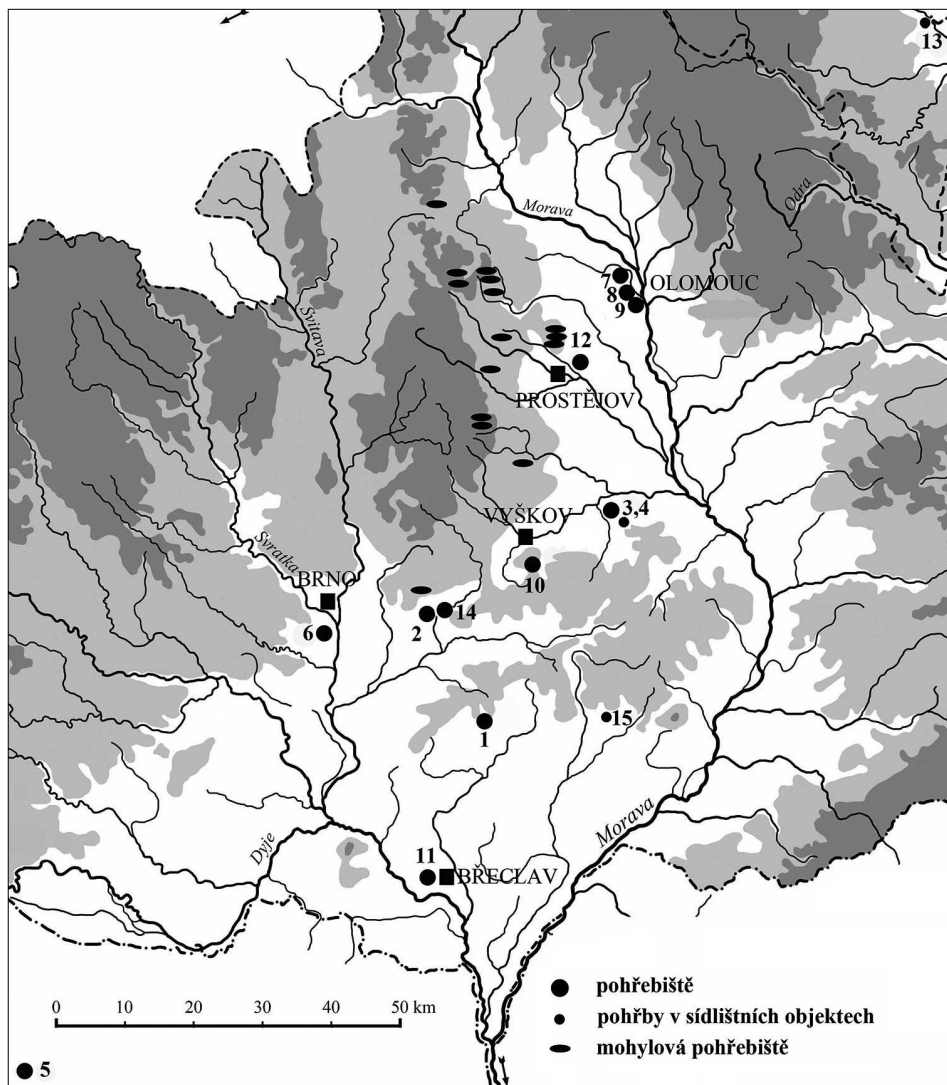 13
Morava
Odra
7
OLOMOUC
8
9
Svitava
12
PROSTĚJOV
3,4
VYŠKOV
Svratka
BRNO
10
14
2
6
15
1
Morava
Dyje
11
BŘECLAV
pohřebiště
0 10 20 30 40 50 km
pohřby v sídlištních objektech
mohylová pohřebiště
5